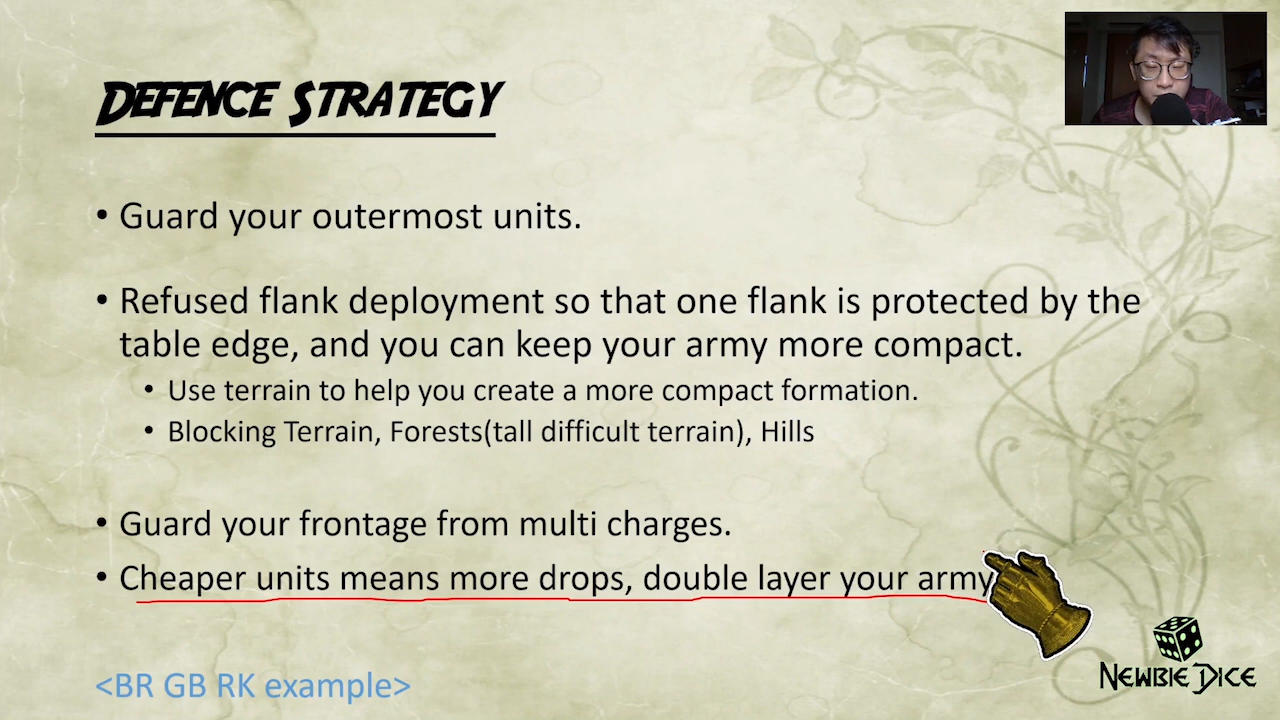 DEFENCE STRATEGY
• Guard your outermost units.
• Refused flank deployment so that one flank is protected by the
table edge, and you can keep your army more compact.
• Use terrain to help you create a more compact formation.
• Blocking Terrain, Forests(tall difficult terrain), Hills
• Guard your frontage from multi charges.
• Cheaper units means more drops, double layer your army
<BR GB RK example>
NEWBIE DICE